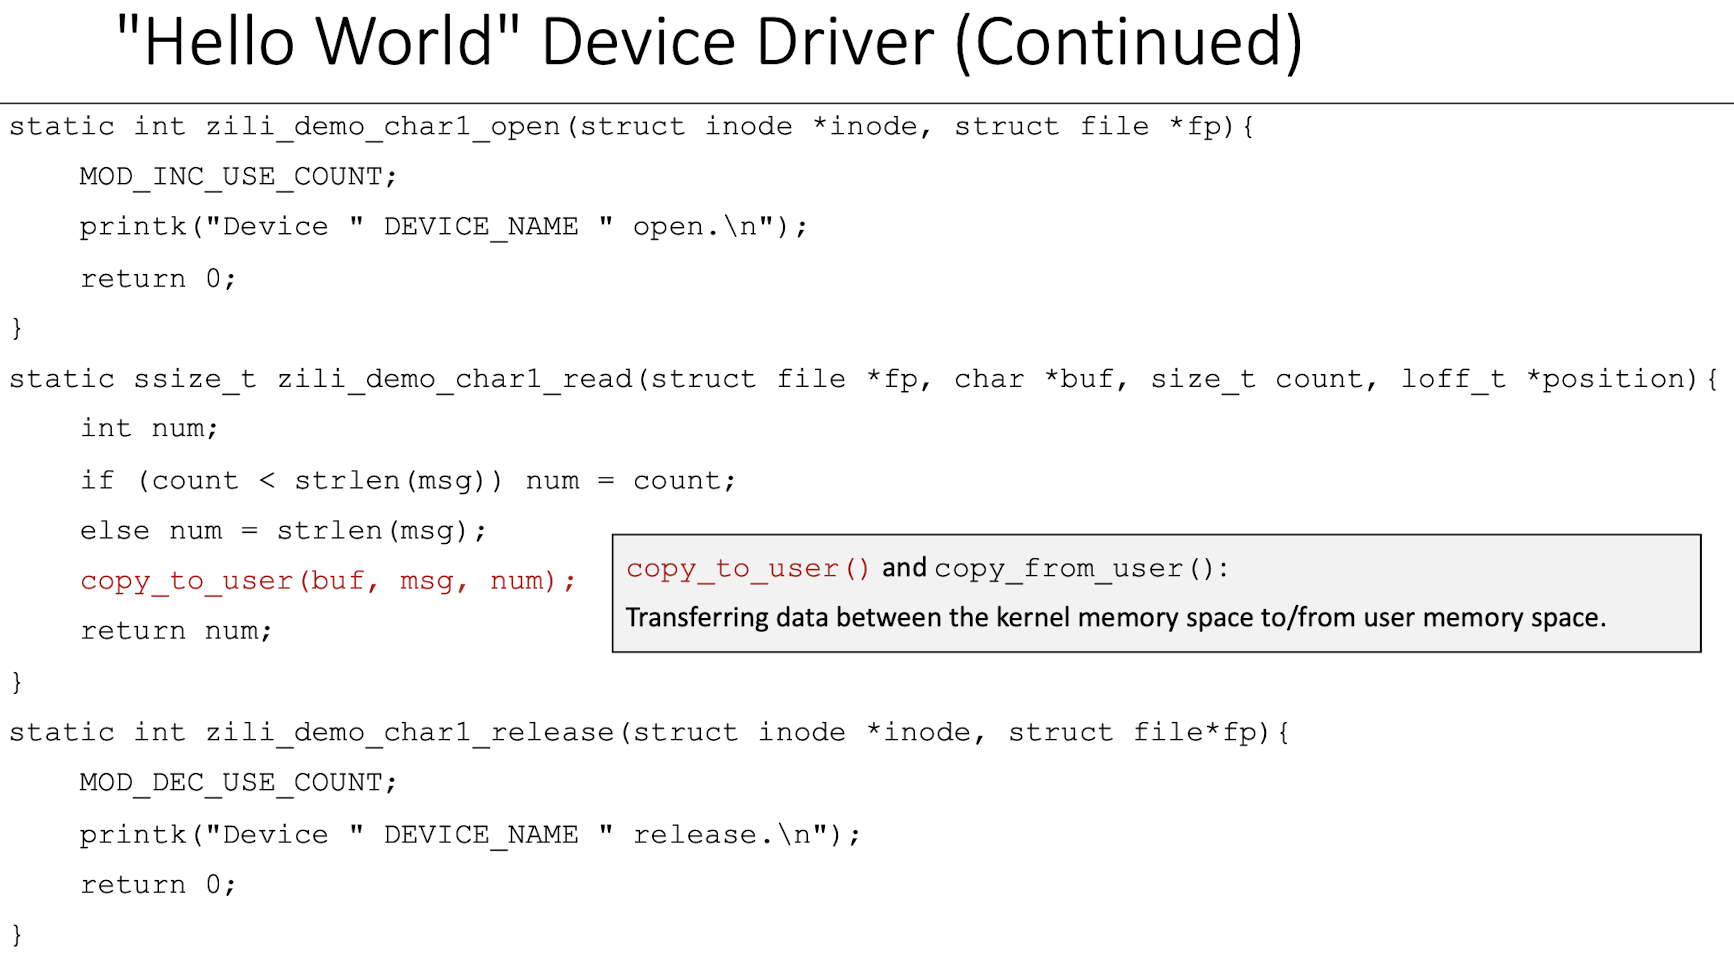 "Hello World" Device Driver (Continued)
static int zili_demo_char1_open(struct inode *inode, struct file *fp){
MOD_INC_USE_COUNT;
printk("Device " DEVICE_NAME " open.\n");
return 0;
}
static ssize_t zili_demo_char1_read(struct file *fp, char *buf, size_t count, loff_t *position){
int num;
if (count < strlen(msg)) num = count;
else num = strlen(msg);
copy_to_user(buf, msg, num);
return num;
}
copy_to_user() and copy_from_user():
Transferring data between the kernel memory space to/from user memory space.
static int zili_demo_char1_release(struct inode *inode, struct file*fp){
MOD_DEC_USE_COUNT;
printk("Device " DEVICE_NAME " release.\n");
return 0;
}